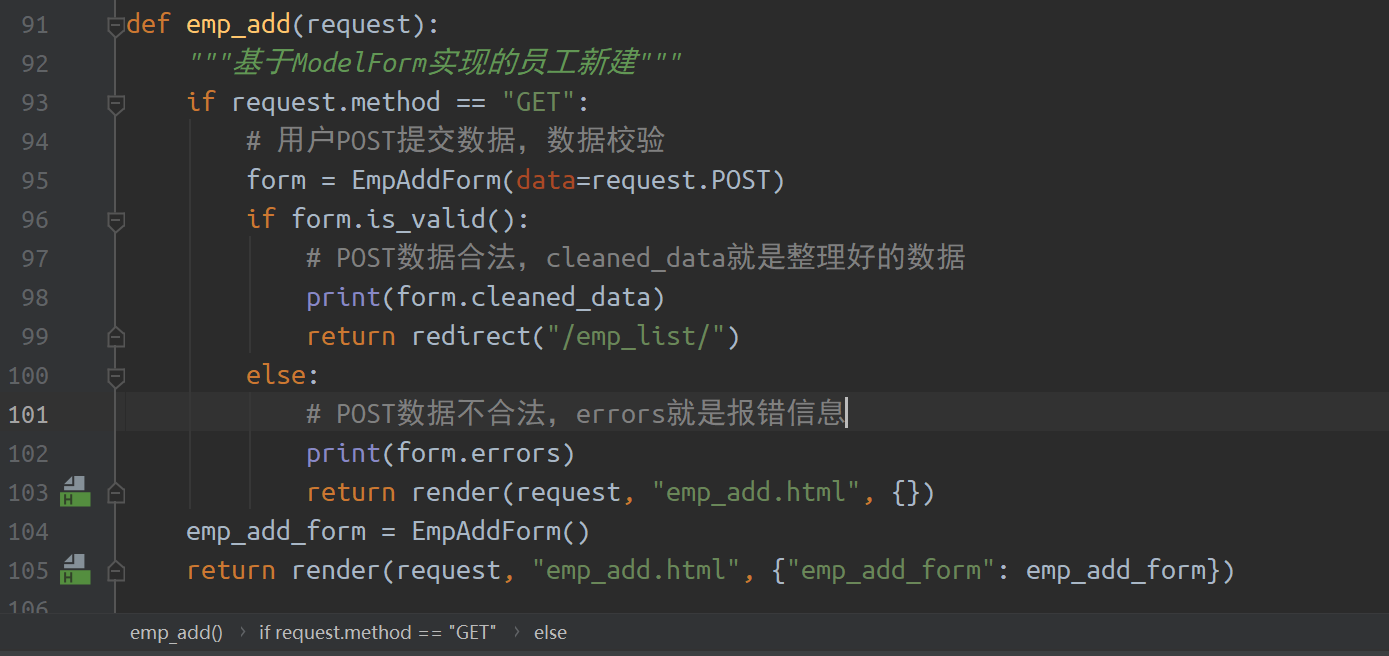 91 def emp_add(request):
92 """基于ModelForm实现的员工新建"""
93 if request.method == "GET":
94 # 用户POST提交数据，数据校验
95 form = EmpAddForm(data=request.POST)
96 if form.is_valid():
97 # POST数据合法，cleaned_data就是整理好的数据
98 print(form.cleaned_data)
99 return redirect("/emp_list/")
100 else:
101 # POST数据不合法，errors就是报错信息
102 print(form.errors)
103 H return render(request, "emp_add.html", {})
104 emp_add_form = EmpAddForm()
105 H return render(request, "emp_add.html", {"emp_add_form": emp_add_form})
106
emp_add() › if request.method == "GET" › else